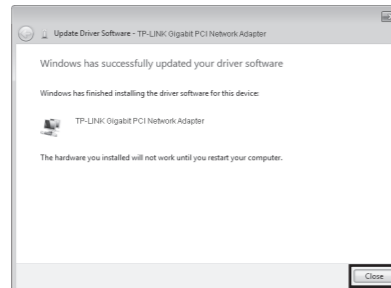 Update Driver Software - TP-LINK Gigabit PCI Network Adapter
Windows has successfully updated your driver software
Windows has finished installing the driver software for this device:
TP-LINK Gigabit PCI Network Adapter
The hardware you installed will not work until you restart your computer.
Close